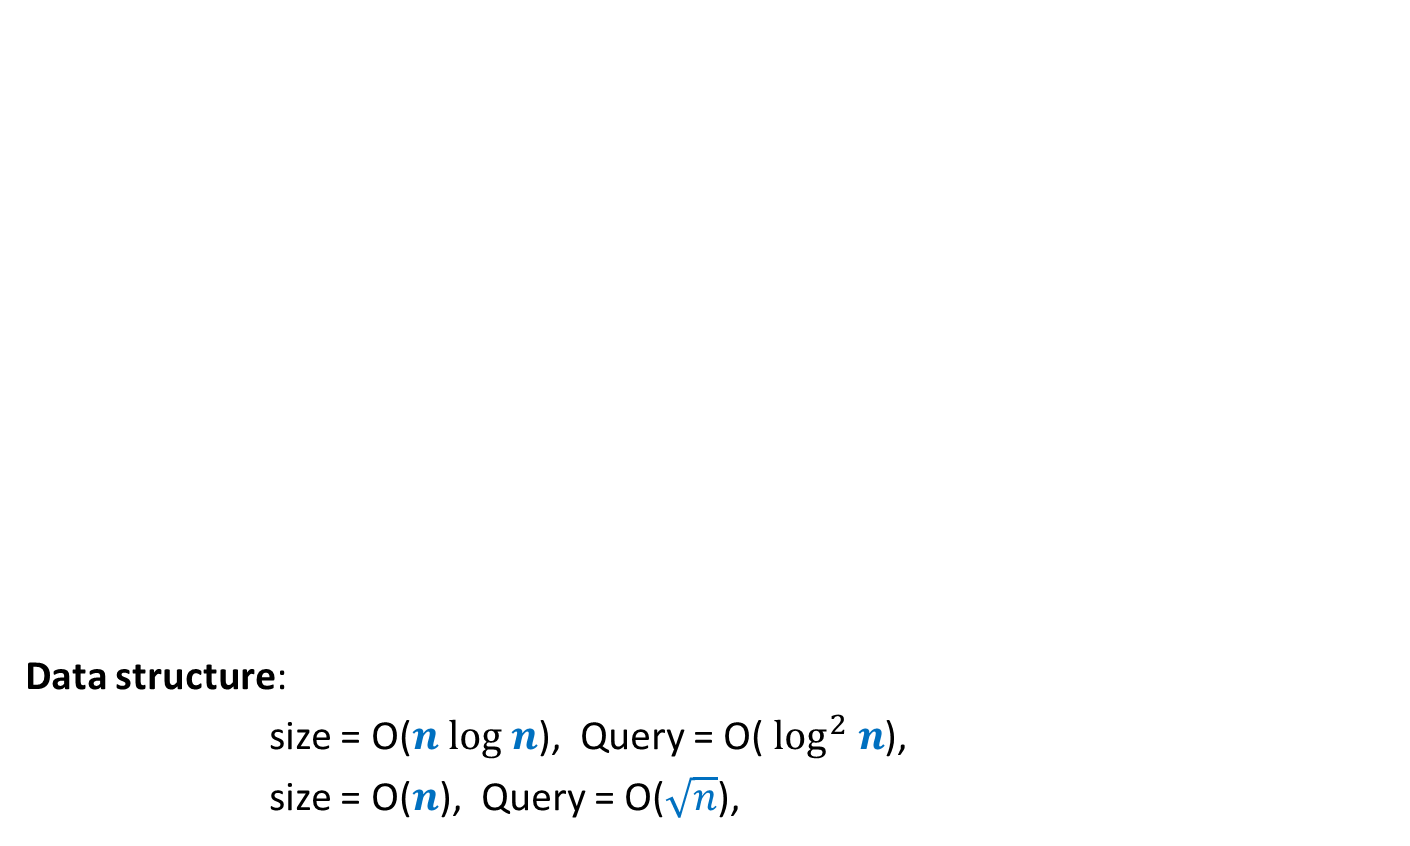 Data structure:
size = O(n log n), Query = O( log² n),
size = O(n), Query = O(√n),